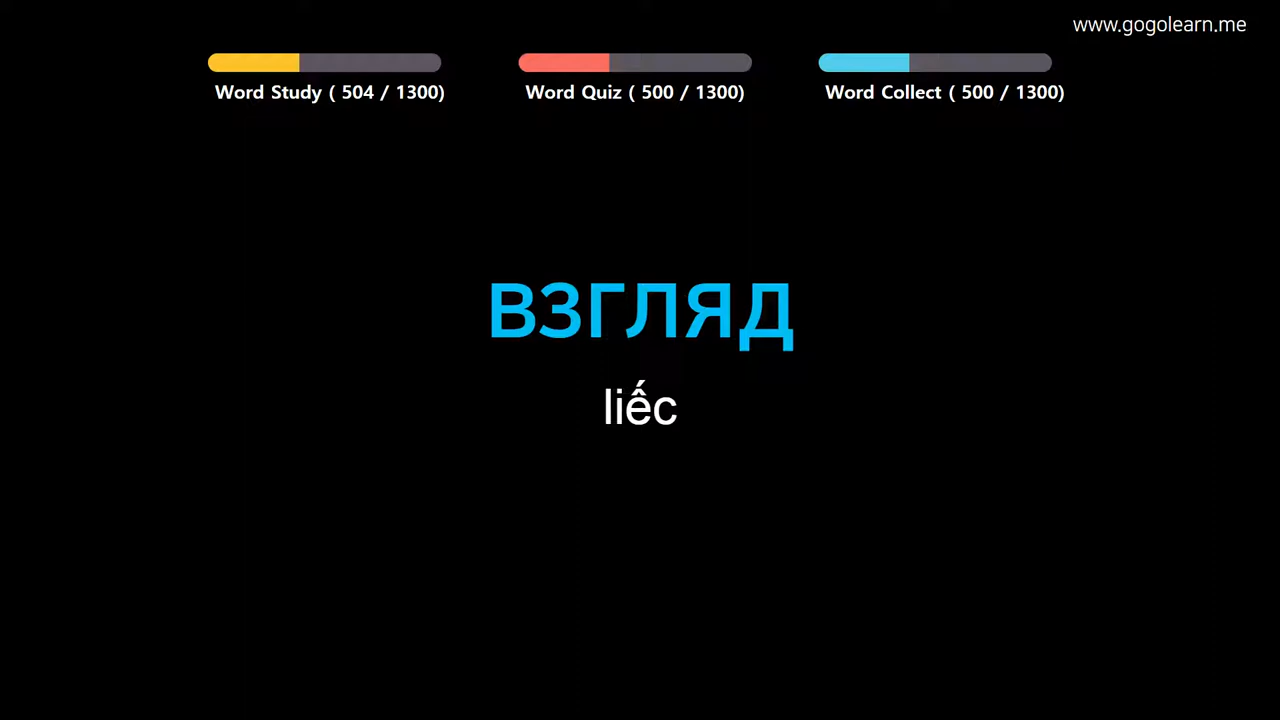 www.gogolearn.me
Word Study ( 504 / 1300)
Word Quiz ( 500 / 1300)
Word Collect ( 500 / 1300)
взгляд
liếc